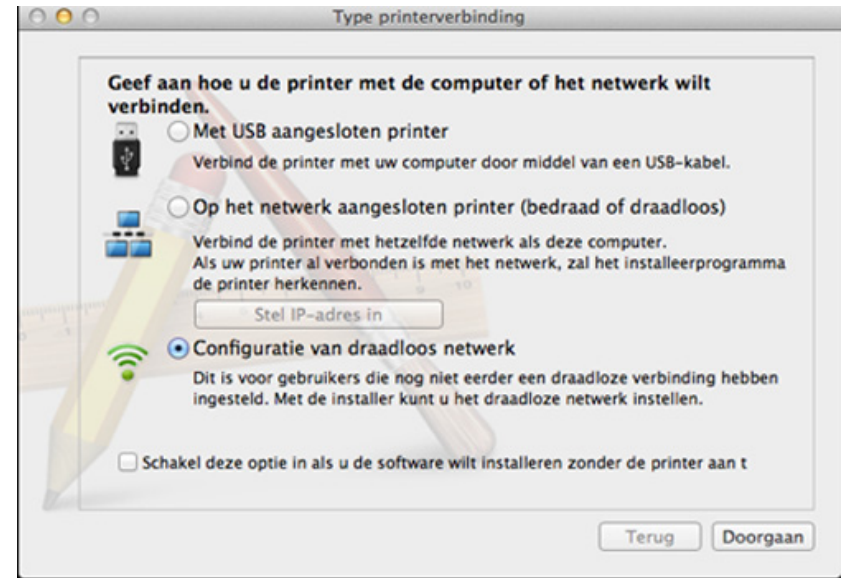 Type printerverbinding
Geef aan hoe u de printer met de computer of het netwerk wilt
verbinden.
Met USB aangesloten printer
Verbind de printer met uw computer door middel van een USB-kabel.
Op het netwerk aangesloten printer (bedraad of draadloos)
Verbind de printer met hetzelfde netwerk als deze computer.
Als uw printer al verbonden is met het netwerk, zal het installeerprogramma
de printer herkennen.
Stel IP-adres in
Configuratie van draadloos netwerk
Dit is voor gebruikers die nog niet eerder een draadloze verbinding hebben
ingesteld. Met de installer kunt u het draadloze netwerk instellen.
Schakel deze optie in als u de software wilt installeren zonder de printer aan t
Terug
Doorgaan